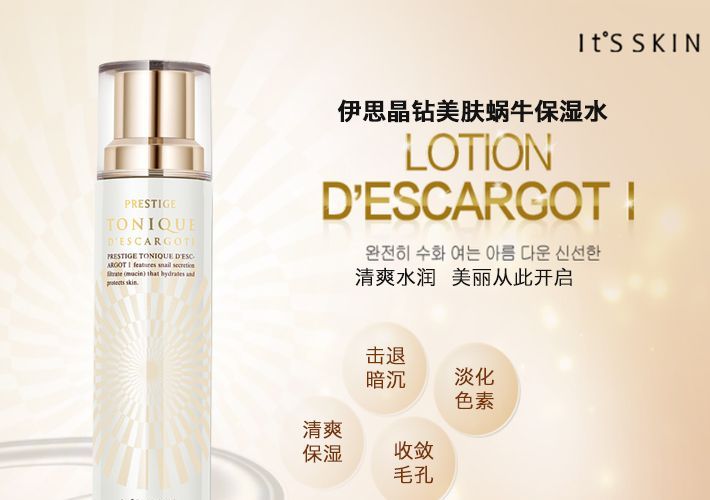 It'S SKIN
伊思晶钻美肤蜗牛保湿水
LOTION
D'ESCARGOT I
완전히 수화 여는 아름 다운 신선한
清爽水润 美丽从此开启
击退
暗沉
淡化
色素
清爽
保湿
收敛
毛孔
PRESTIGE
TONIQUE
D'ESCARGOT I
PRESTIGE TONIQUE D'ESC-
ARGOT I features snail secretion
filtrate (mucin) that hydrates and
protects skin.